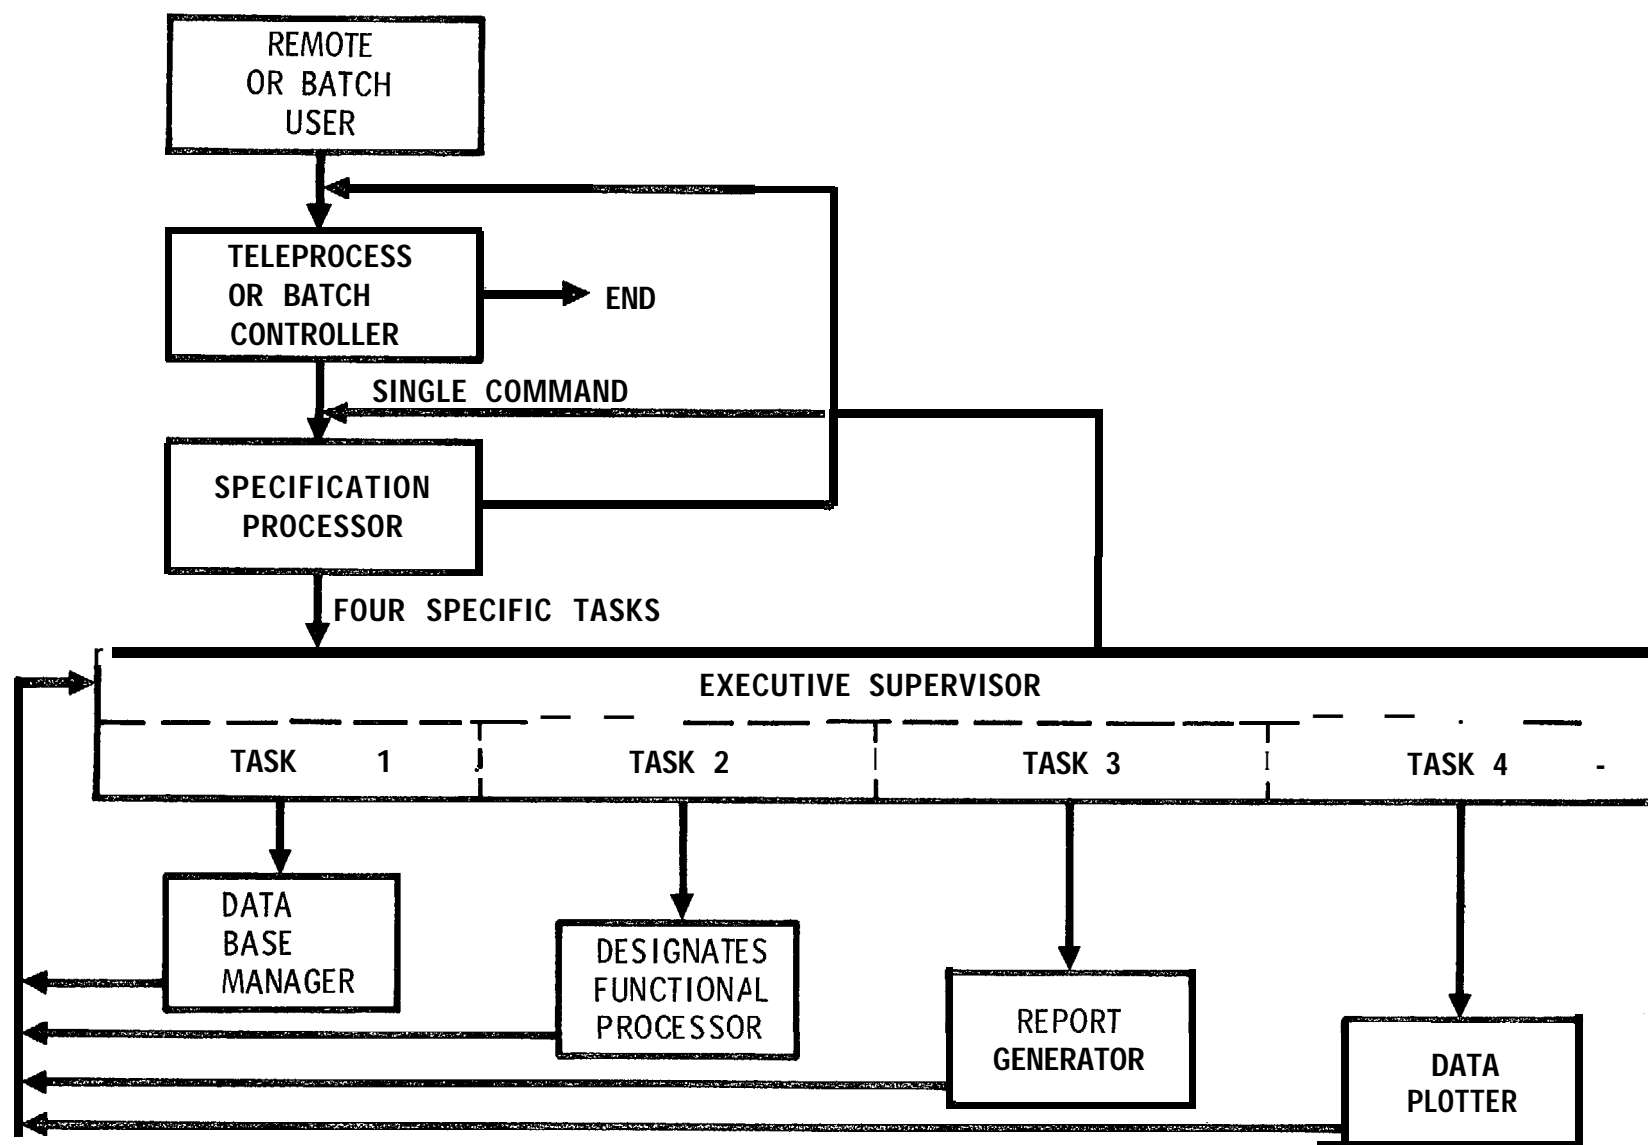 REMOTE
OR BATCH
USER
TELEPROCESS
OR BATCH
CONTROLLER
END
SINGLE COMMAND
SPECIFICATION
PROCESSOR
FOUR SPECIFIC TASKS
EXECUTIVE SUPERVISOR
TASK 1
TASK 2
TASK 3
TASK 4
DATA
BASE
MANAGER
DESIGNATES
FUNCTIONAL
PROCESSOR
REPORT
GENERATOR
DATA
PLOTTER